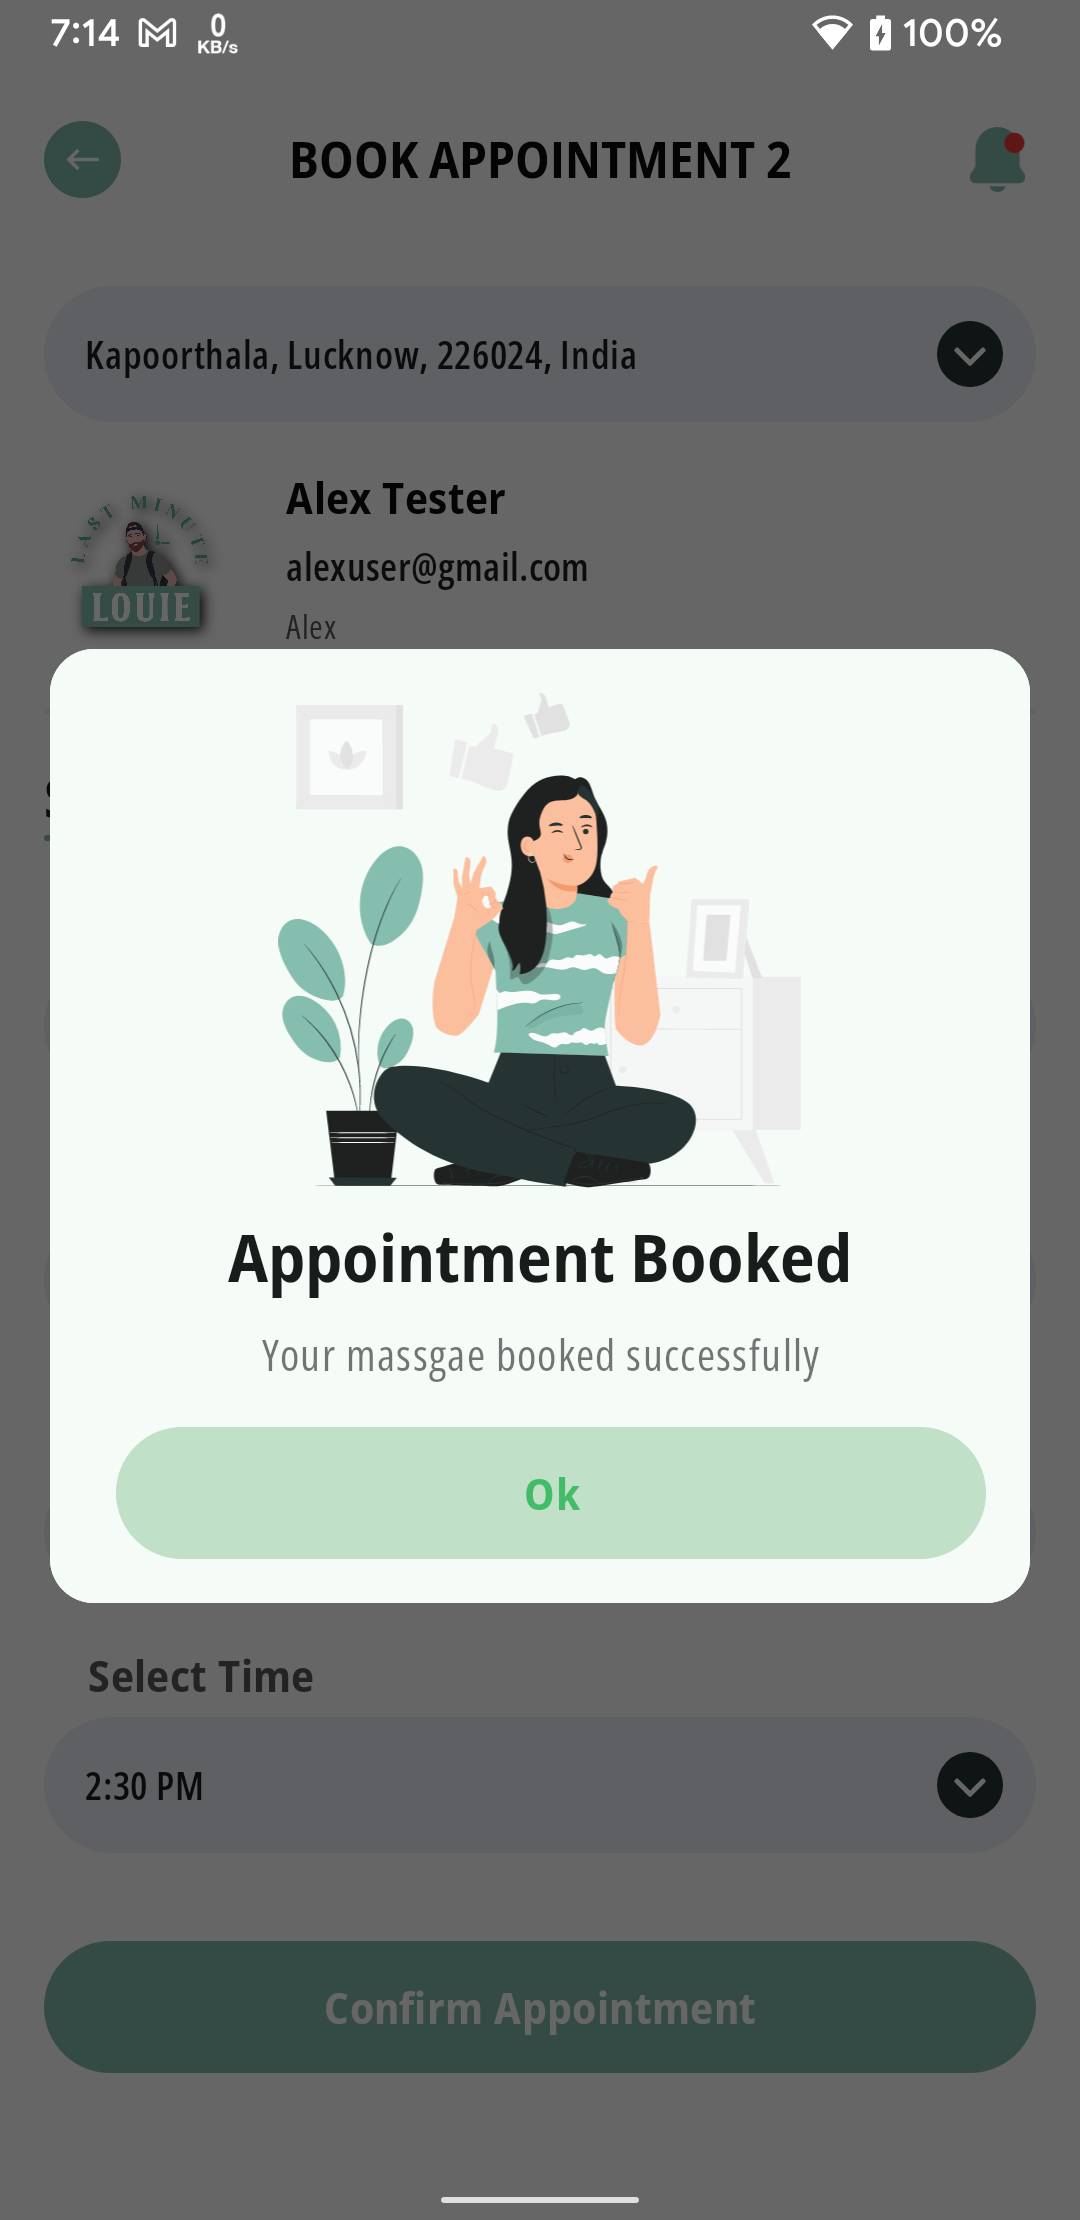 7:14
0
KB/s
100%
BOOK APPOINTMENT 2
Kapoorthala, Lucknow, 226024, India
LAST MINUTE
LOUIE
Alex Tester
alexuser@gmail.com
Alex
Appointment Booked
Your massgae booked successfully
Ok
Select Time
2:30 PM
Confirm Appointment